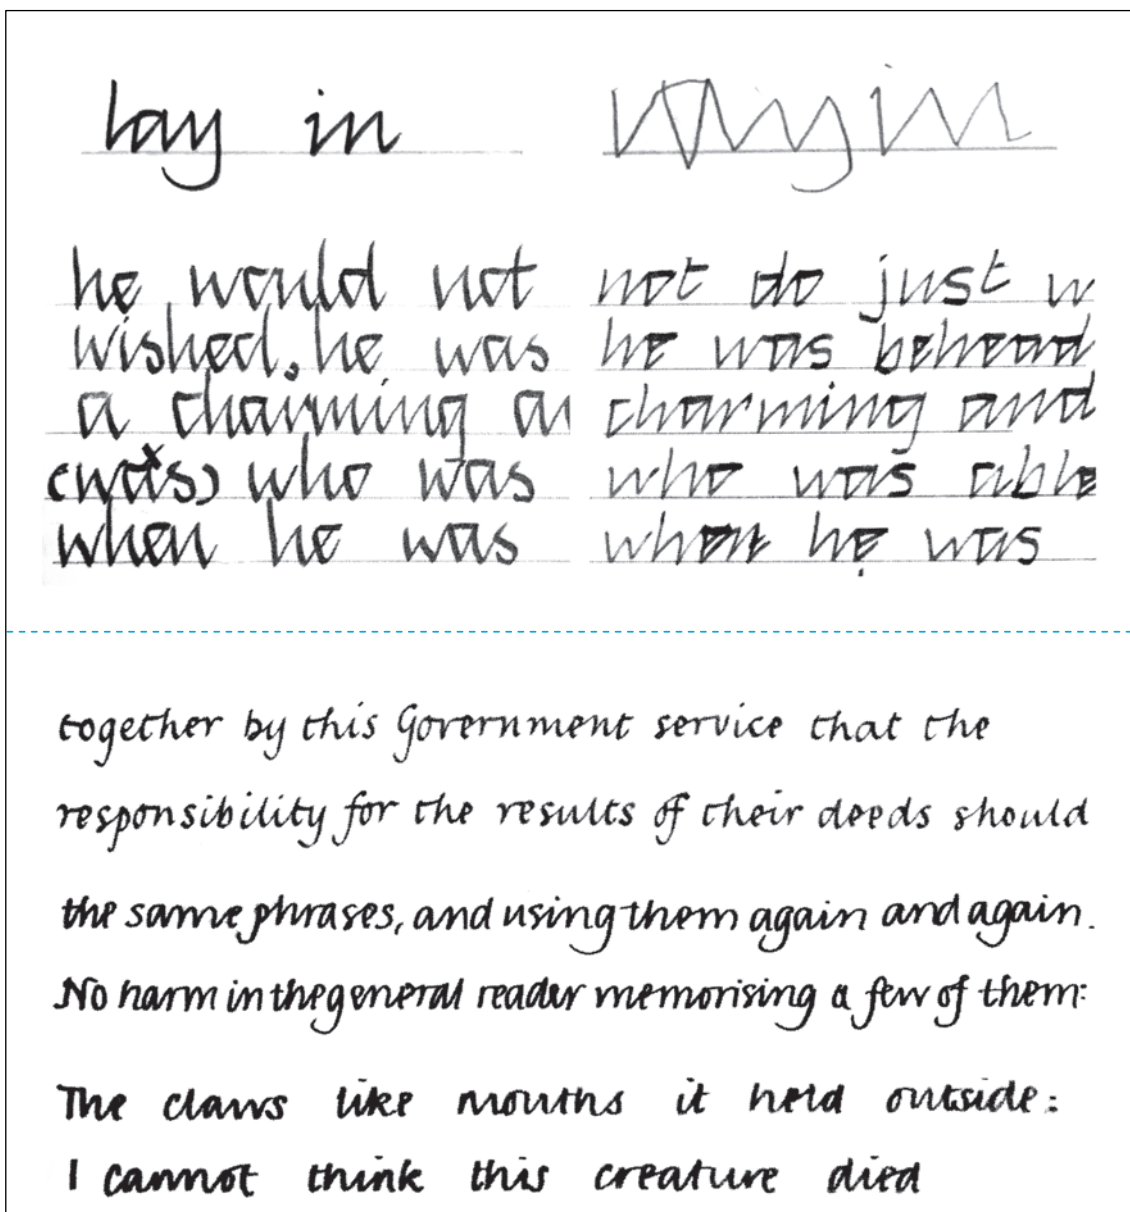 lay in
he would not
wished, he was
a charming an
(was) who was
when he was
not do just w
he was behead
charming and
who was able
when he was
together by this Government service that the
responsibility for the results of their deeds should
the same phrases, and using them again and again.
No harm in the general reader memorising a few of them:
The claws like mouths it held outside:
I cannot think this creature died